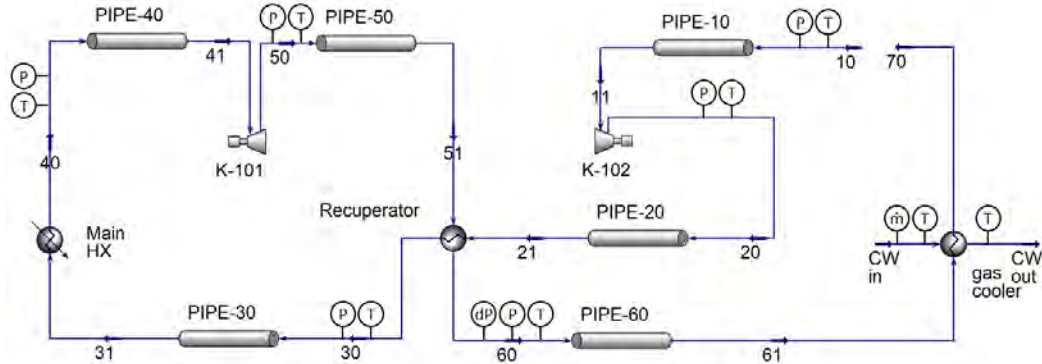 PIPE-40
PIPE-50
PIPE-10
P T
P T
41
50
10
70
P
T
11
P T
K-101
K-102
40
51
Recuperator
PIPE-20
ṁ T
T
Main
HX
21
20
CW
in
gas
cooler
CW
out
PIPE-30
P T
dP P T
PIPE-60
31
30
60
61